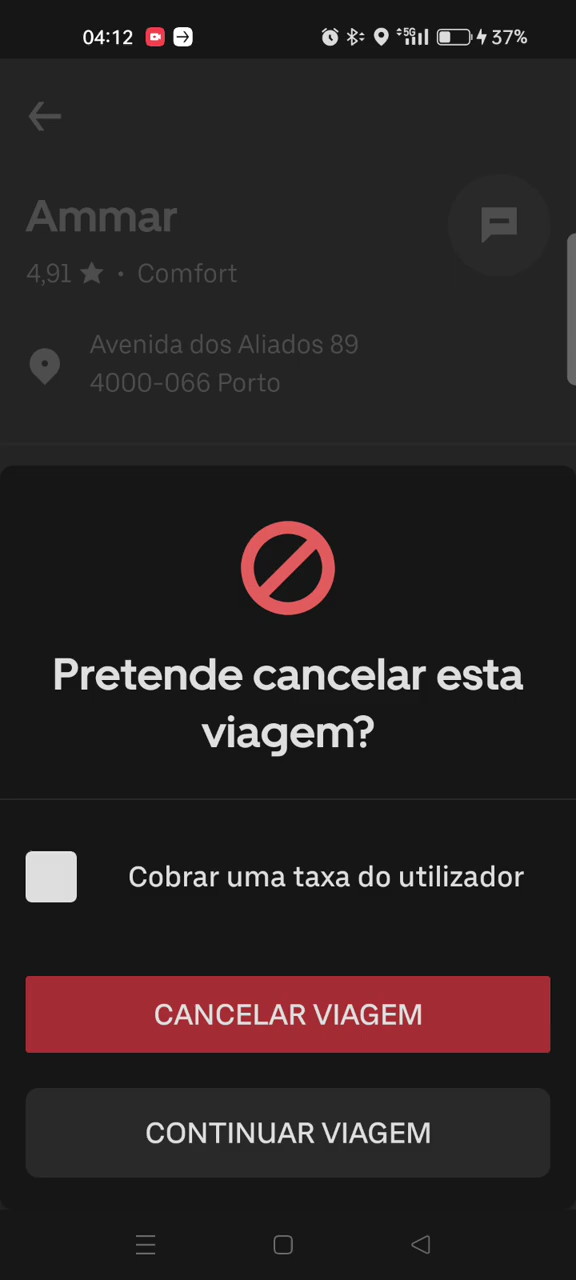 04:12 5G 37%
Ammar
4,91 ★ • Comfort
Avenida dos Aliados 89
4000-066 Porto
Pretende cancelar esta
viagem?
Cobrar uma taxa do utilizador
CANCELAR VIAGEM
CONTINUAR VIAGEM